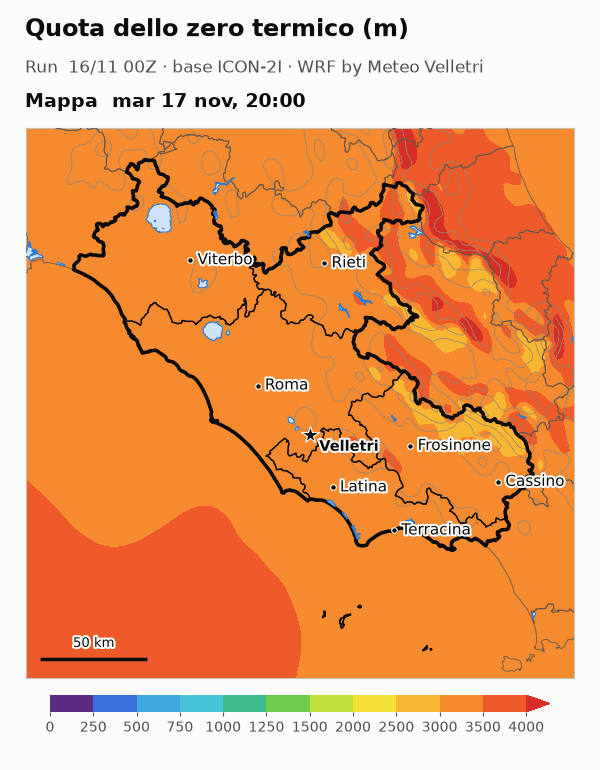 Quota dello zero termico (m)
Run  16/11 00Z · base ICON-2I · WRF by Meteo Velletri
Mappa  mar 17 nov, 20:00
Viterbo
Rieti
Roma
Velletri
Frosinone
Cassino
Latina
Terracina
50 km
0 250 500 750 1000 1250 1500 2000 2500 3000 3500 4000